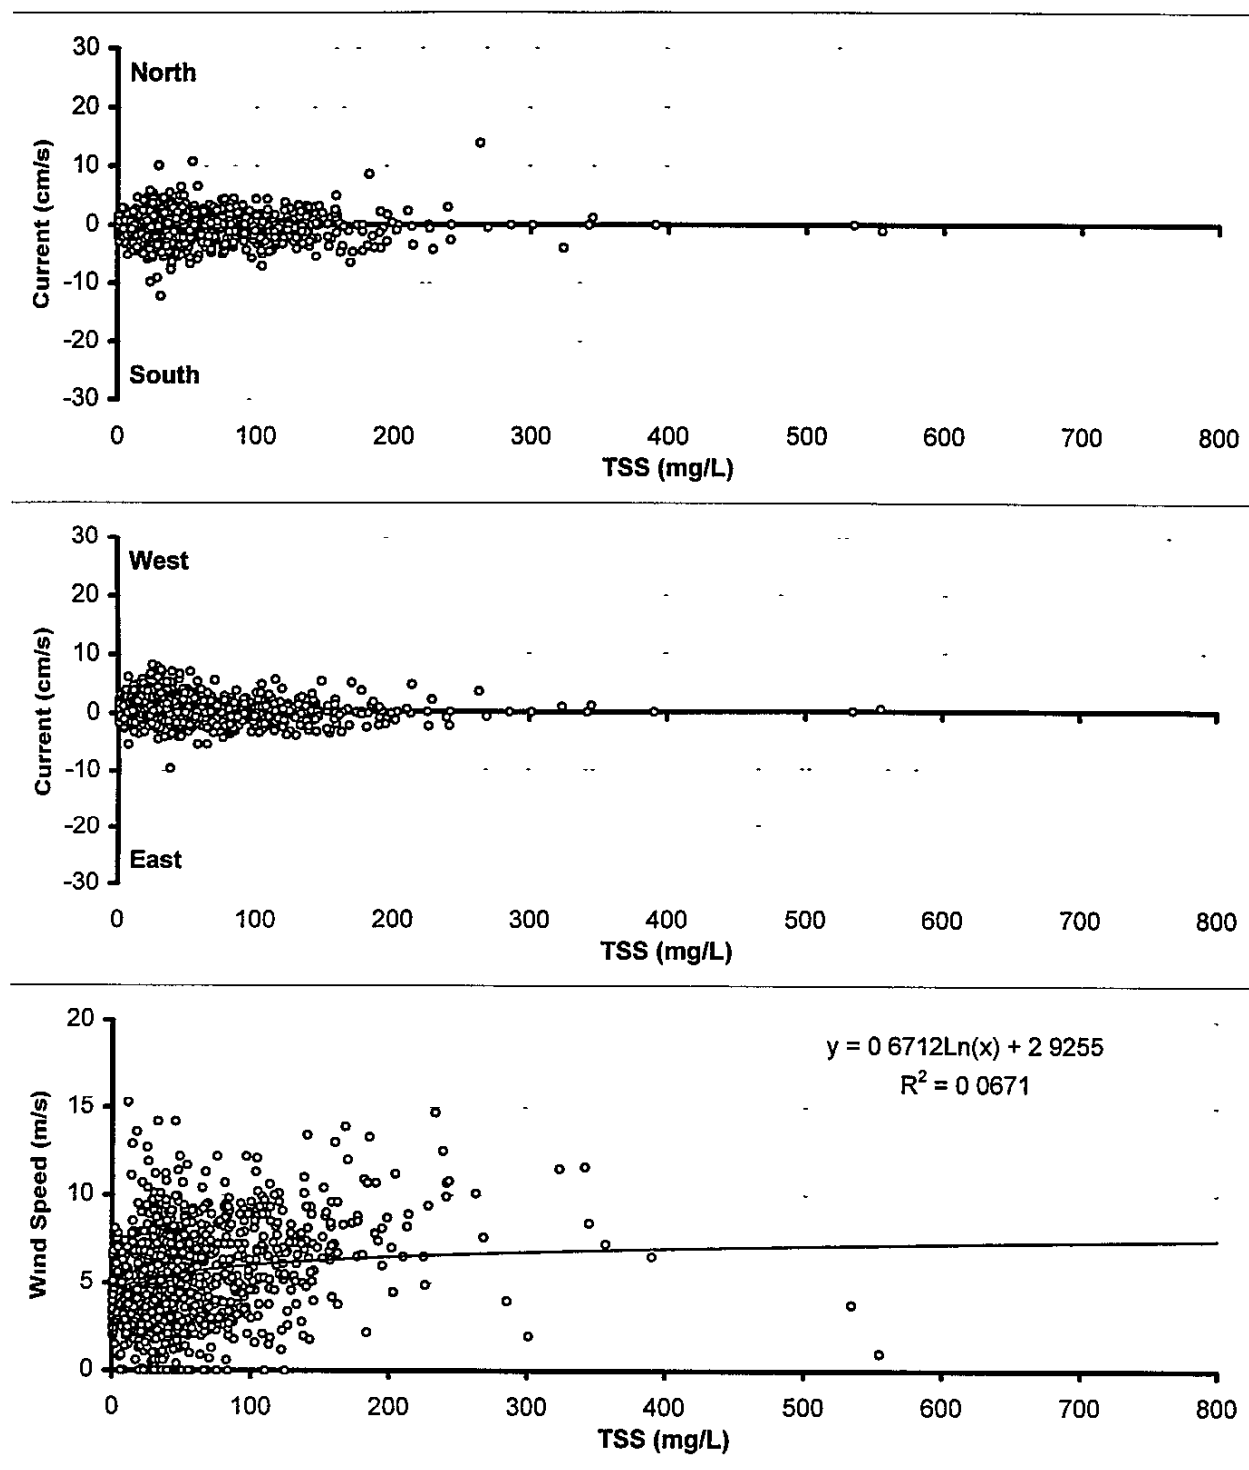 30
North
20
10
0
-10
-20
South
-30
Current (cm/s)
0 100 200 300 400 500 600 700 800
TSS (mg/L)
30
West
20
10
0
-10
-20
East
-30
Current (cm/s)
0 100 200 300 400 500 600 700 800
TSS (mg/L)
20
y = 0 6712Ln(x) + 2 9255
R² = 0 0671
15
10
5
0
Wind Speed (m/s)
0 100 200 300 400 500 600 700 800
TSS (mg/L)